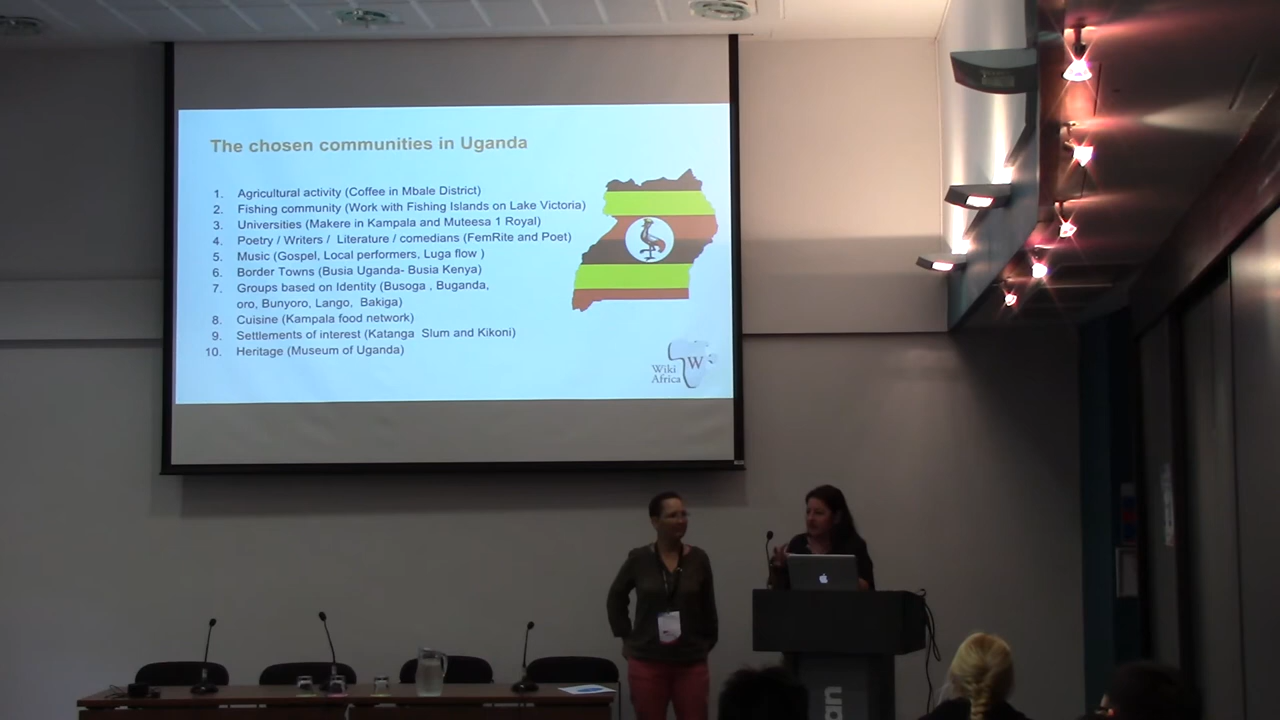 The chosen communities in Uganda
1. Agricultural activity (Coffee in Mbale District)
2. Fishing community (Work with Fishing Islands on Lake Victoria)
3. Universities (Makere in Kampala and Muteesa 1 Royal)
4. Poetry / Writers / Literature / comedians (FemRite and Poet)
5. Music (Gospel, Local performers, Luga flow )
6. Border Towns (Busia Uganda- Busia Kenya)
7. Groups based on Identity (Busoga , Buganda,
oro, Bunyoro, Lango, Bakiga)
8. Cuisine (Kampala food network)
9. Settlements of interest (Katanga Slum and Kikoni)
10. Heritage (Museum of Uganda)
W
Wiki
Africa